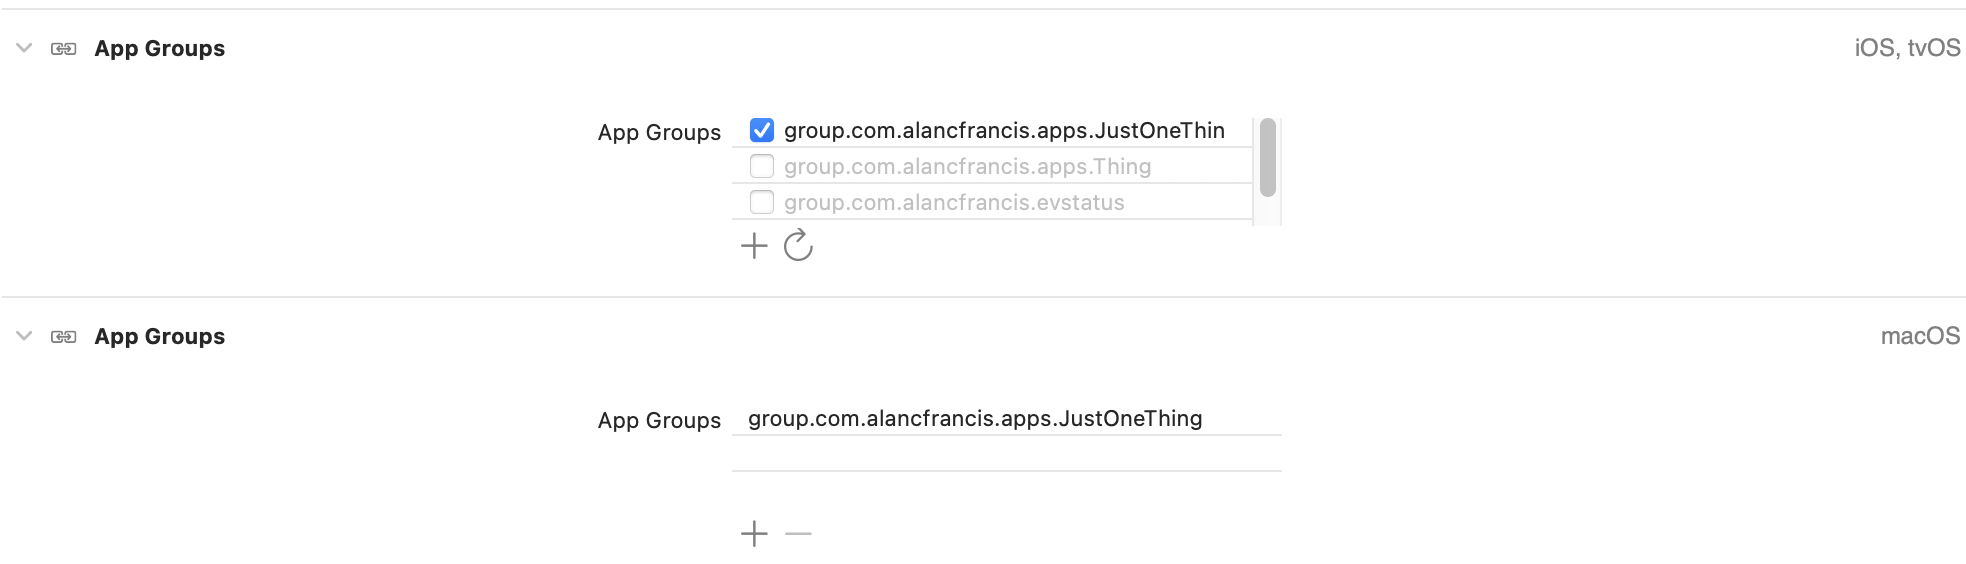 App Groups
iOS, tvOS
App Groups
group.com.alancfrancis.apps.JustOneThin
group.com.alancfrancis.apps.Thing
group.com.alancfrancis.evstatus
App Groups
macOS
App Groups
group.com.alancfrancis.apps.JustOneThing